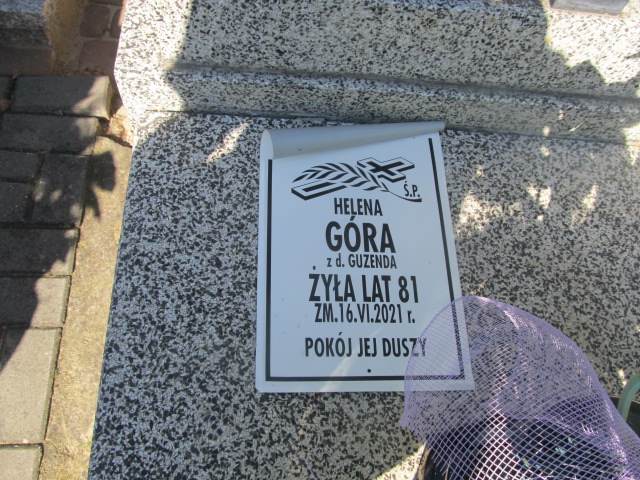 Ś.P.
HELENA
GÓRA
z d. GUZENDA
ŻYŁA LAT 81
ZM.16.VI.2021 r.
POKÓJ JEJ DUSZY